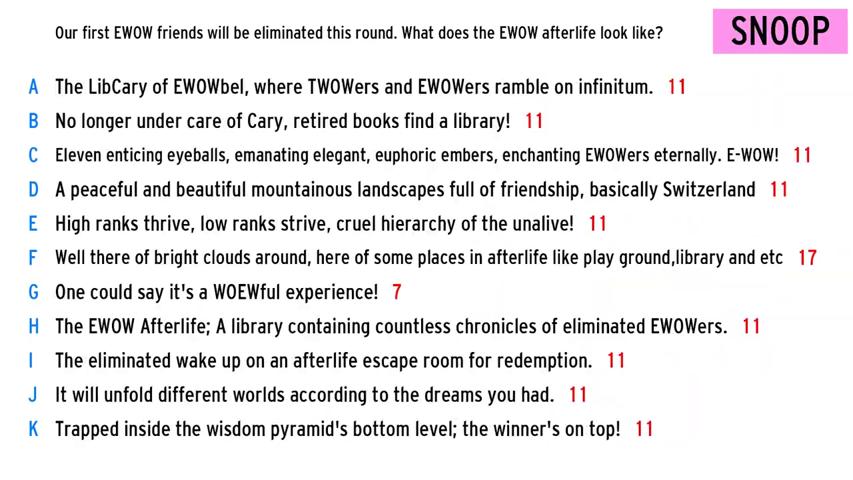 Our first EWOW friends will be eliminated this round. What does the EWOW afterlife look like?
SNOOP
A The LibCary of EWOWbel, where TWOWers and EWOWers ramble on infinitum. 11
B No longer under care of Cary, retired books find a library! 11
C Eleven enticing eyeballs, emanating elegant, euphoric embers, enchanting EWOWers eternally. E-WOW! 11
D A peaceful and beautiful mountainous landscapes full of friendship, basically Switzerland 11
E High ranks thrive, low ranks strive, cruel hierarchy of the unalive! 11
F Well there of bright clouds around, here of some places in afterlife like play ground,library and etc 17
G One could say it's a WOEWful experience! 7
H The EWOW Afterlife; A library containing countless chronicles of eliminated EWOWers. 11
I The eliminated wake up on an afterlife escape room for redemption. 11
J It will unfold different worlds according to the dreams you had. 11
K Trapped inside the wisdom pyramid's bottom level; the winner's on top! 11